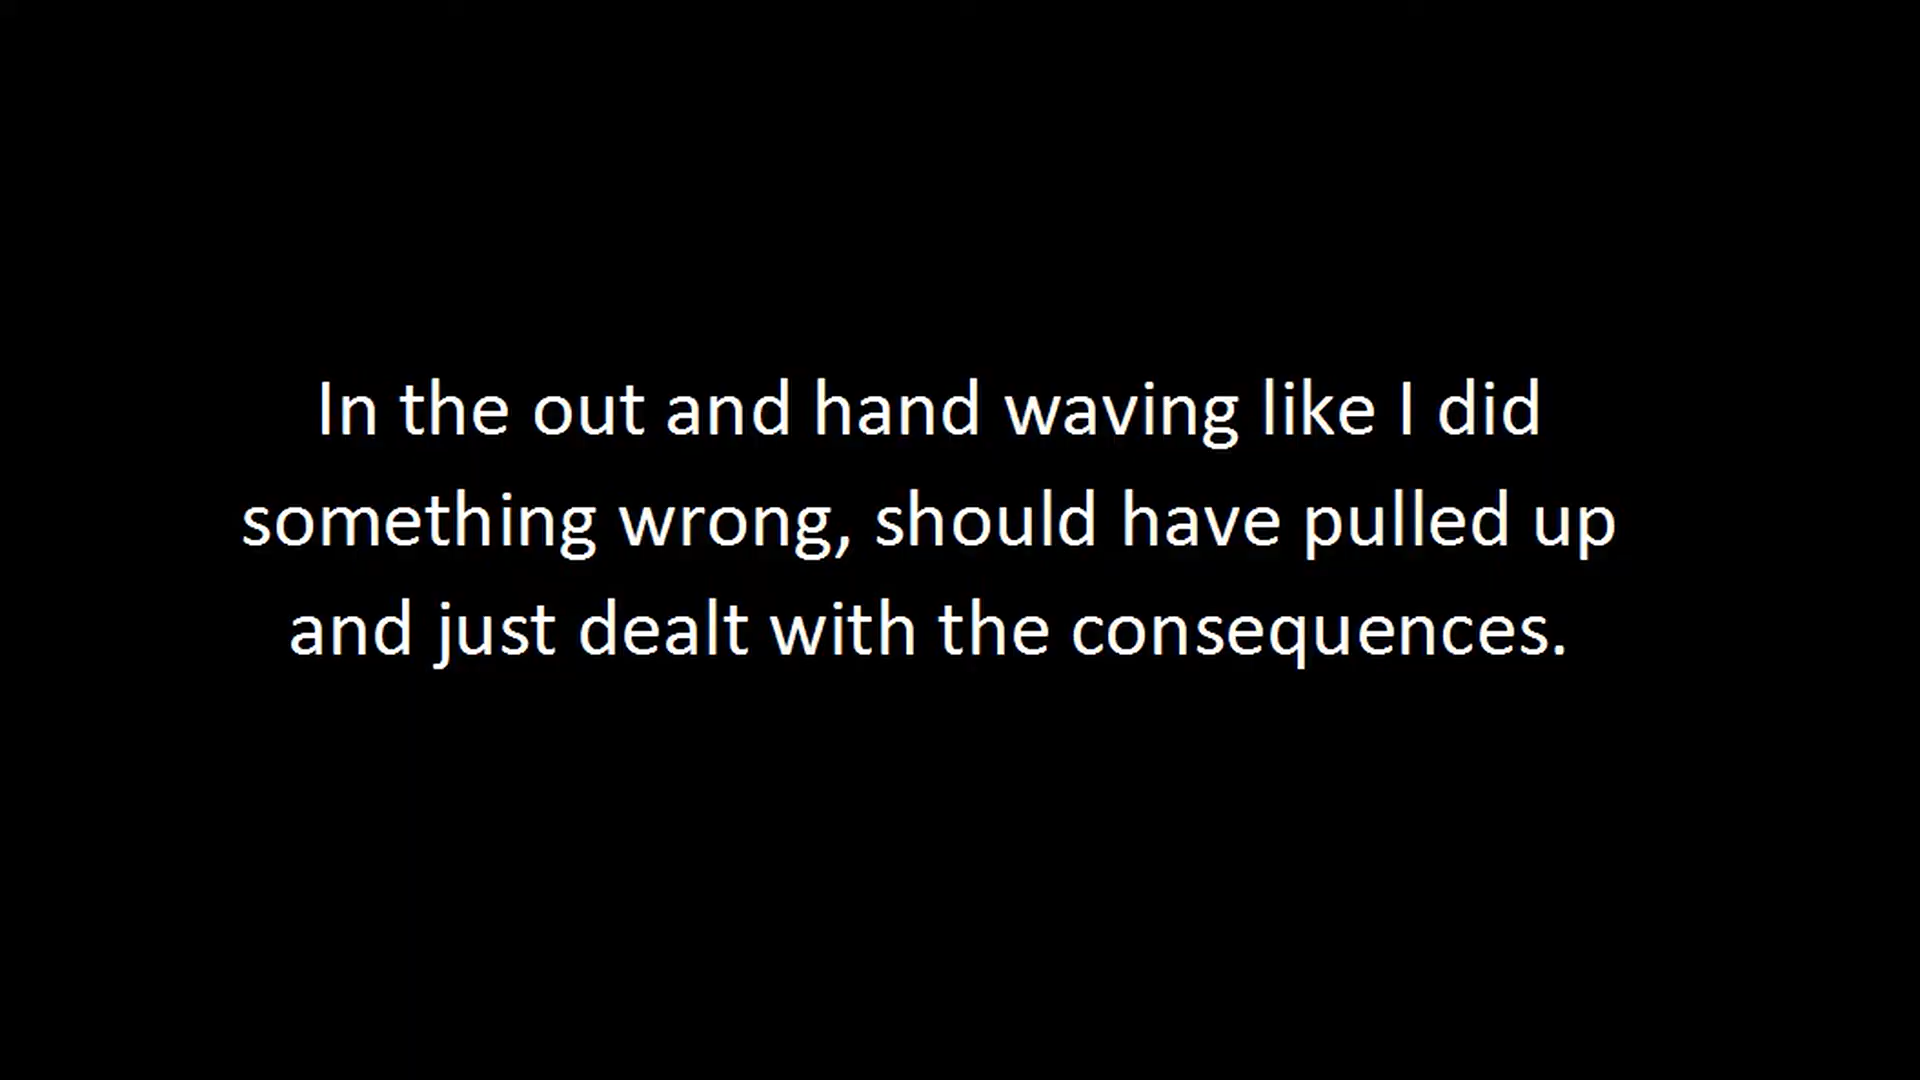 In the out and hand waving like I did
something wrong, should have pulled up
and just dealt with the consequences.